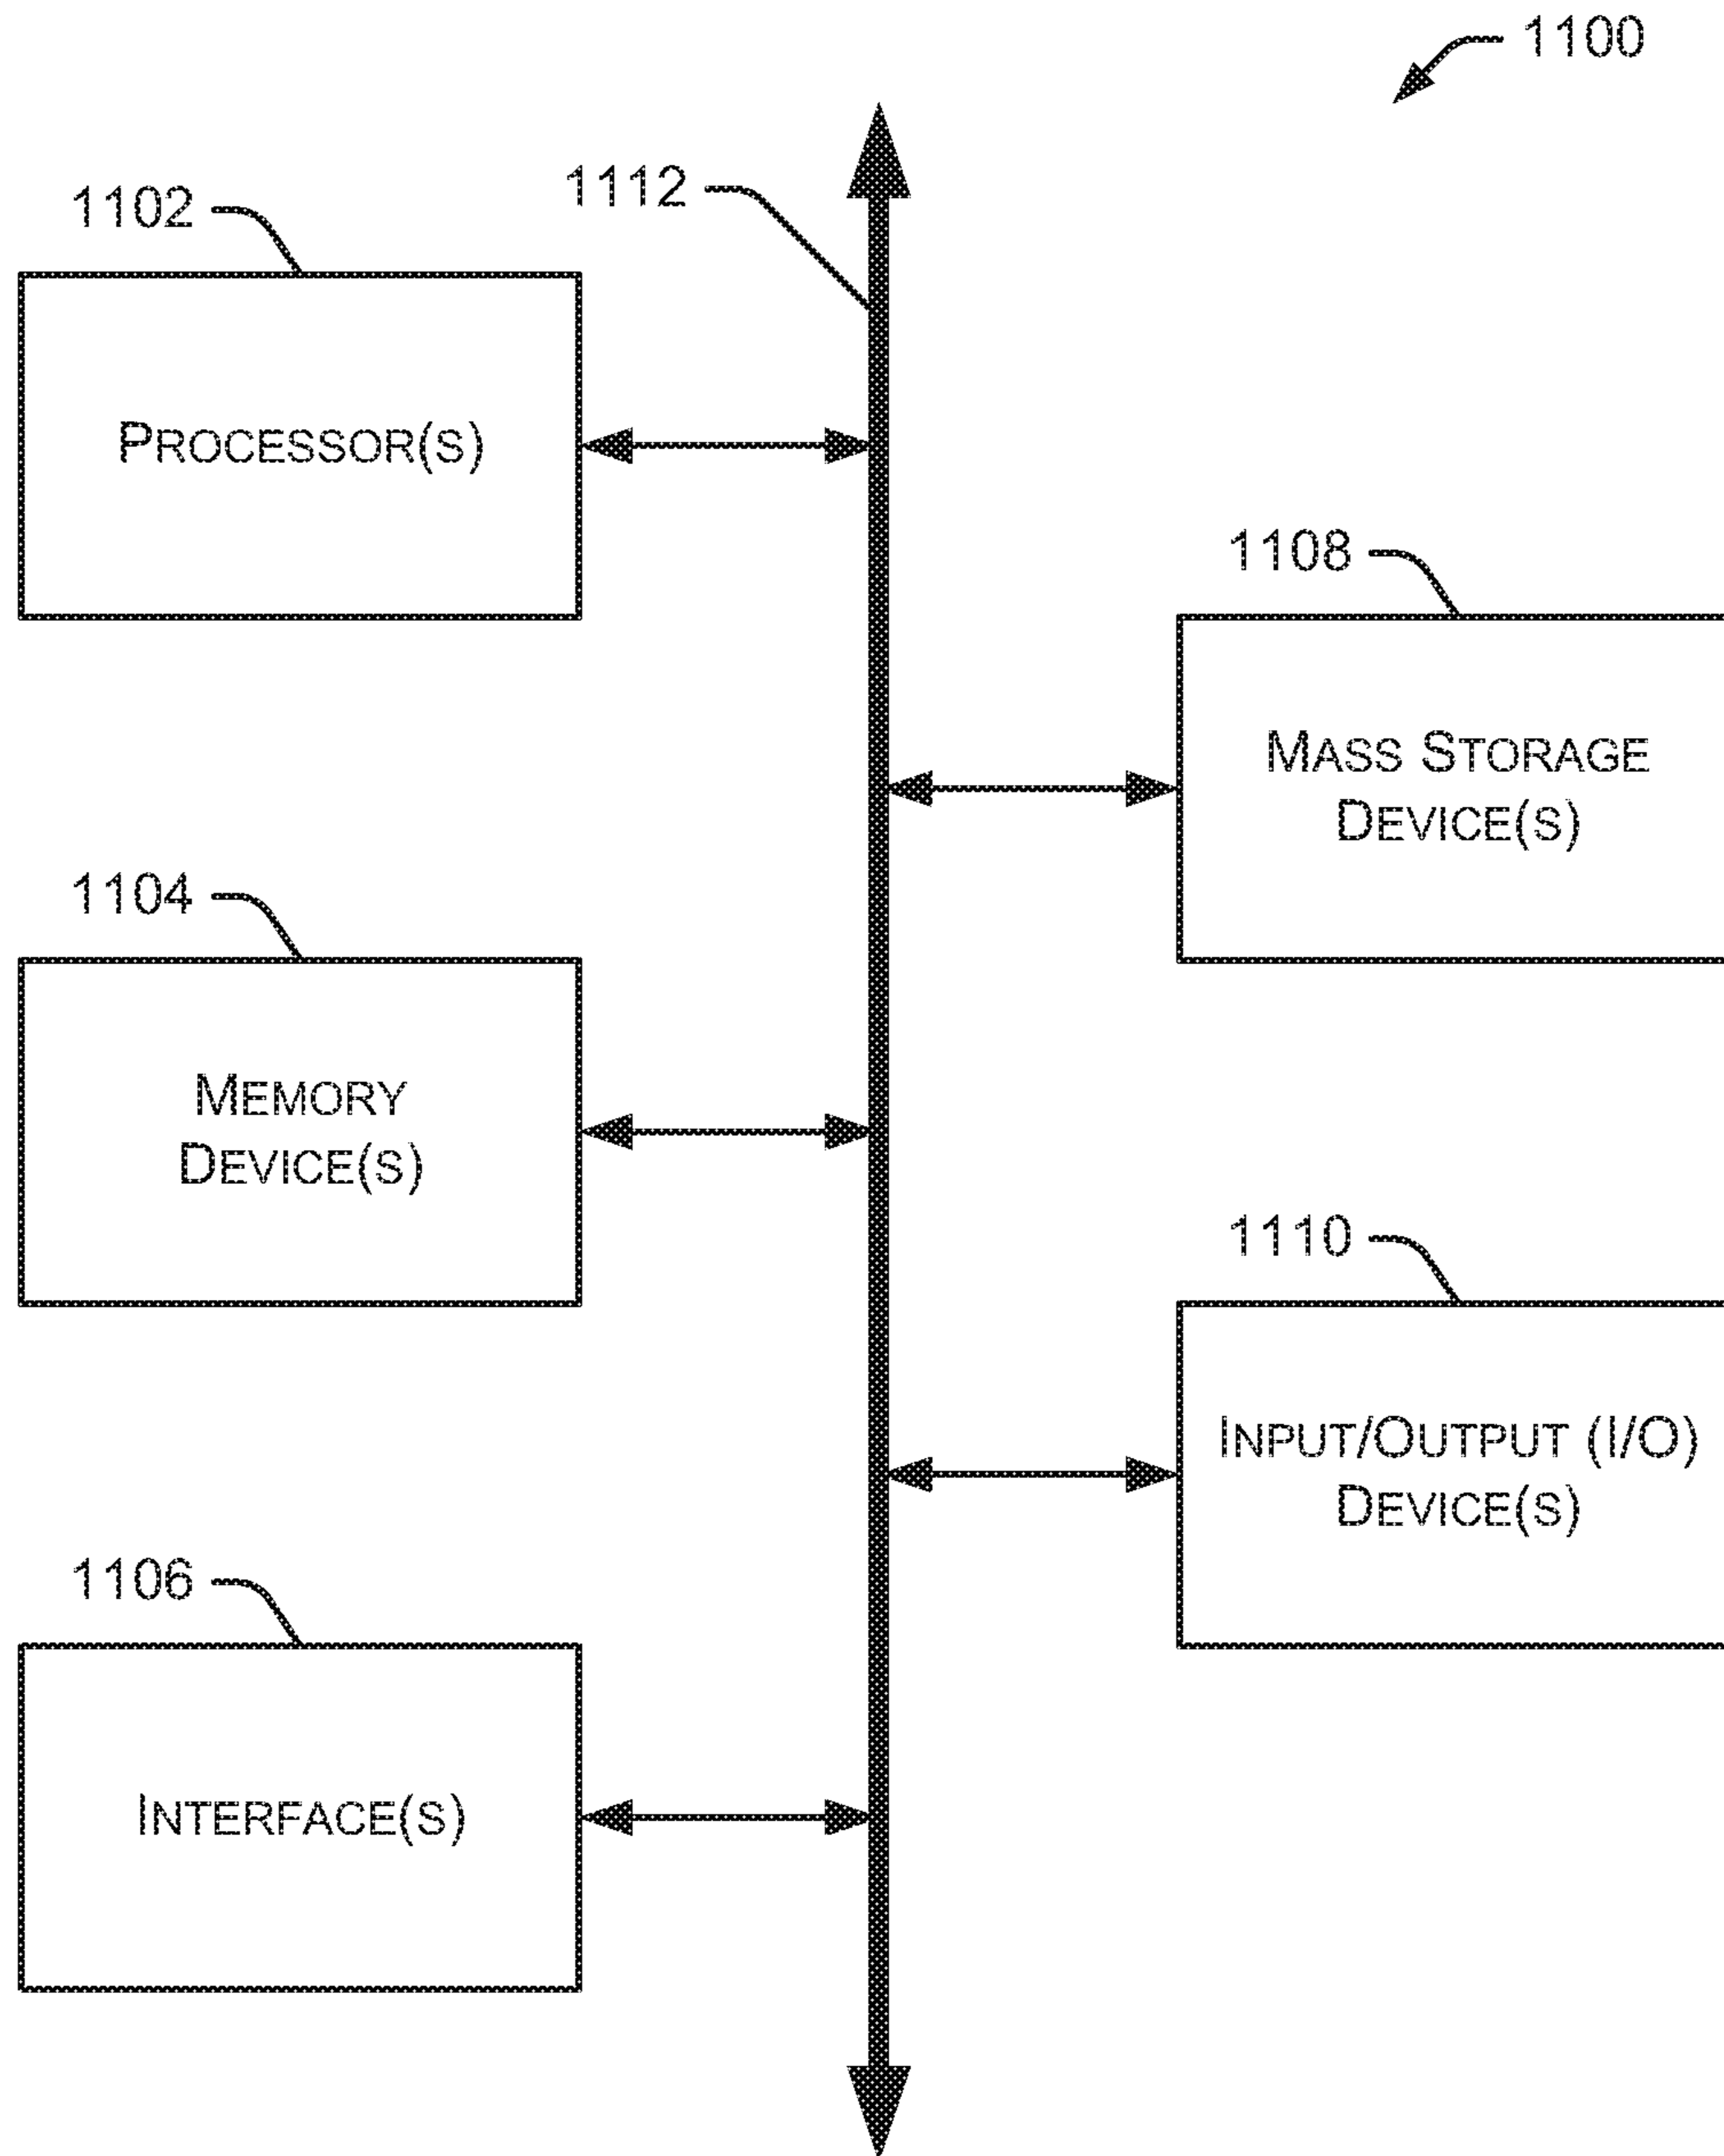 1100
1112
1102
PROCESSOR(S)
1108
MASS STORAGE
DEVICE(S)
1104
MEMORY
DEVICE(S)
1110
INPUT/OUTPUT (I/O)
DEVICE(S)
1106
INTERFACE(S)